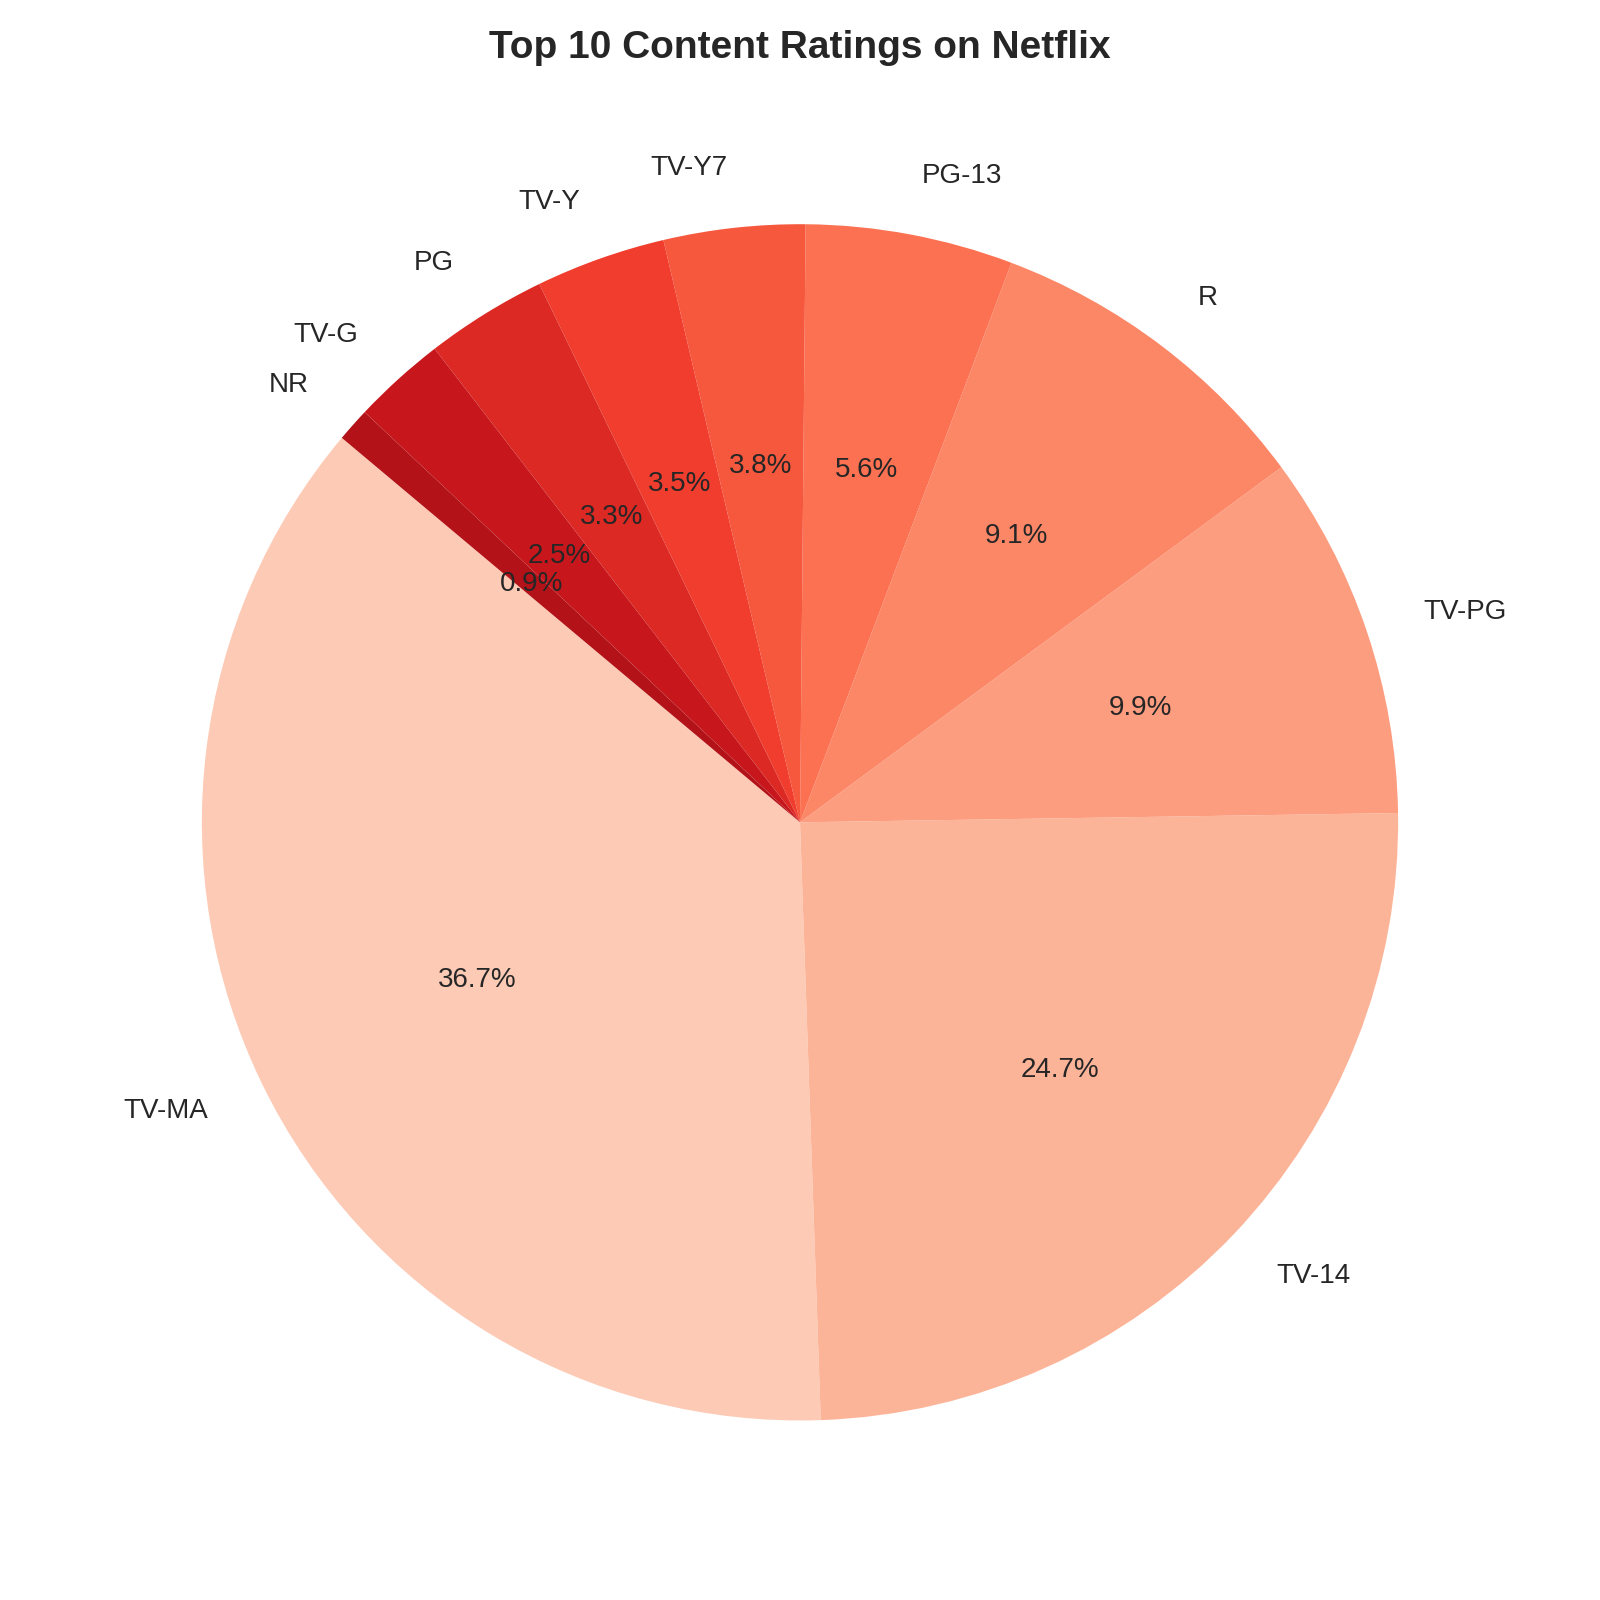 Top 10 Content Ratings on Netflix
TV-Y7
PG-13
TV-Y
PG
R
TV-G
NR
3.8%
5.6%
3.5%
3.3%
9.1%
2.5%
0.9%
TV-PG
9.9%
36.7%
24.7%
TV-MA
TV-14